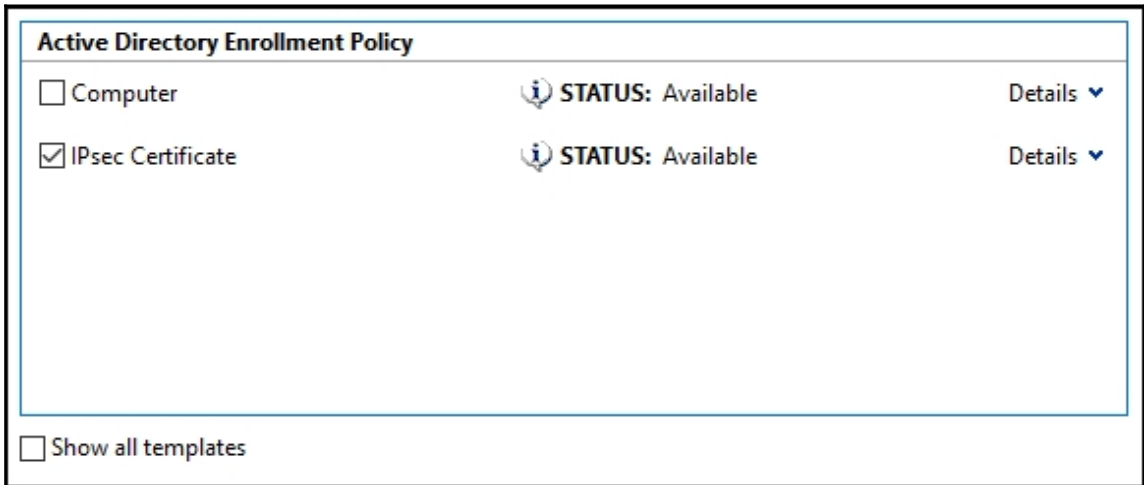 Active Directory Enrollment Policy
Computer STATUS: Available Details
IPsec Certificate STATUS: Available Details
Show all templates